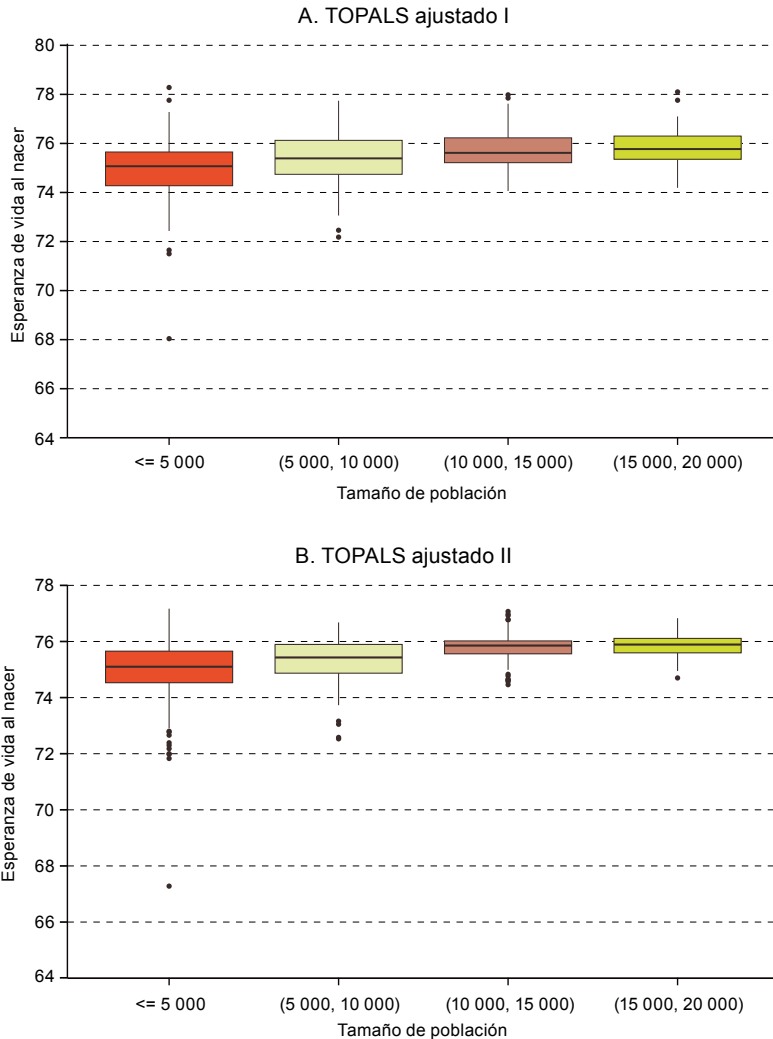 A. TOPALS ajustado I
80
78
76
74
72
70
68
66
64
Esperanza de vida al nacer
<= 5 000
(5 000, 10 000)
(10 000, 15 000)
(15 000, 20 000)
Tamaño de población
B. TOPALS ajustado II
78
76
74
72
70
68
66
64
Esperanza de vida al nacer
<= 5 000
(5 000, 10 000)
(10 000, 15 000)
(15 000, 20 000)
Tamaño de población